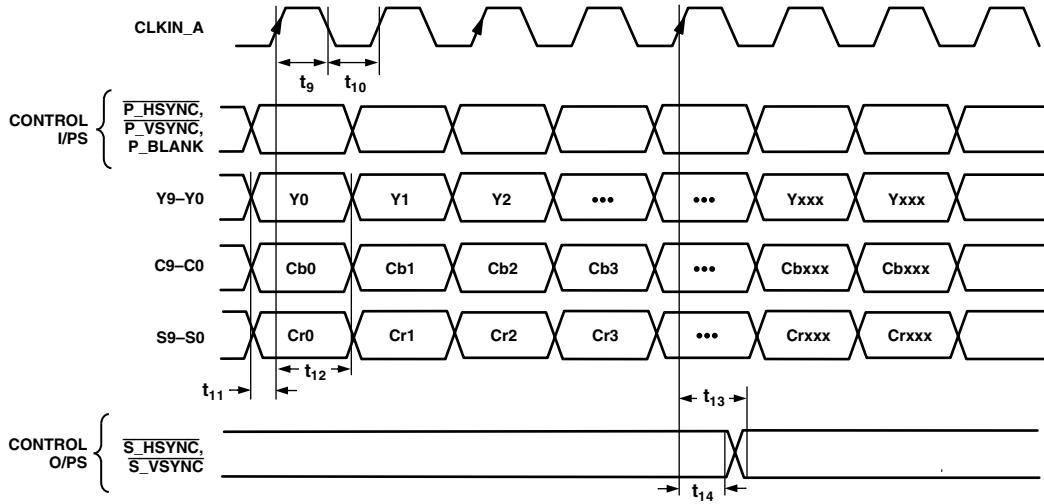 CLKIN_A
t9
t10
CONTROL
I/PS
P_HSYNC,
P_VSYNC,
P_BLANK
Y9–Y0
Y0
Y1
Y2
•••
•••
Yxxx
Yxxx
C9–C0
Cb0
Cb1
Cb2
Cb3
•••
Cbxxx
Cbxxx
S9–S0
Cr0
Cr1
Cr2
Cr3
•••
Crxxx
Crxxx
t12
t11
t13
CONTROL
O/PS
S_HSYNC,
S_VSYNC
t14